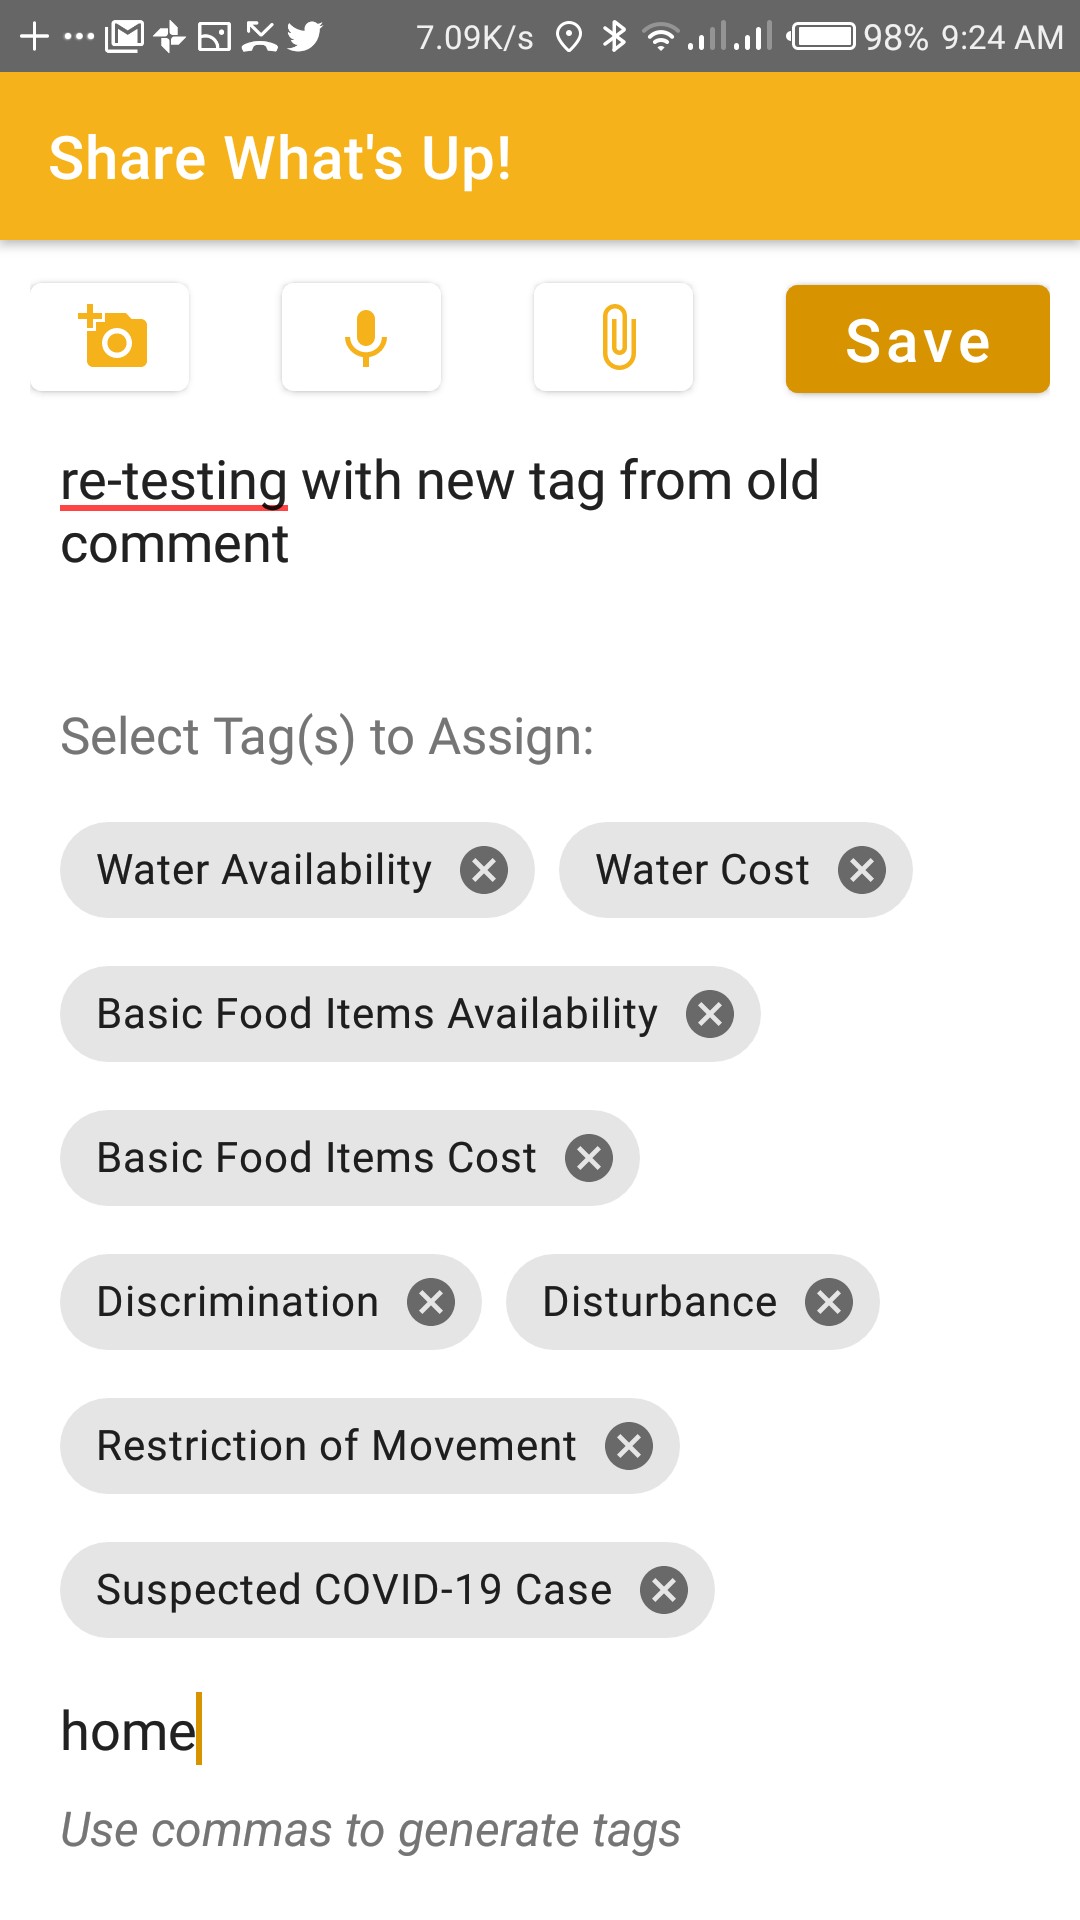 7.09K/s 98% 9:24 AM
Share What's Up!
Save
re-testing with new tag from old
comment
Select Tag(s) to Assign:
Water Availability Water Cost
Basic Food Items Availability
Basic Food Items Cost
Discrimination Disturbance
Restriction of Movement
Suspected COVID-19 Case
home
Use commas to generate tags